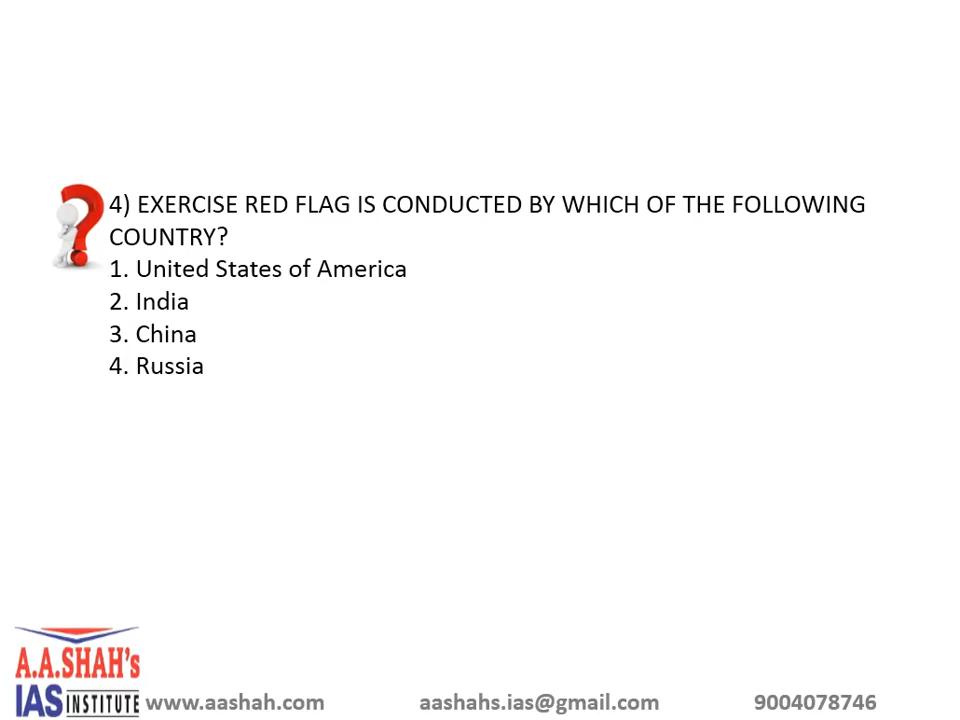 4) EXERCISE RED FLAG IS CONDUCTED BY WHICH OF THE FOLLOWING
COUNTRY?
1. United States of America
2. India
3. China
4. Russia
A.A.SHAH's
IAS INSTITUTE
www.aashah.com aashahs.ias@gmail.com 9004078746